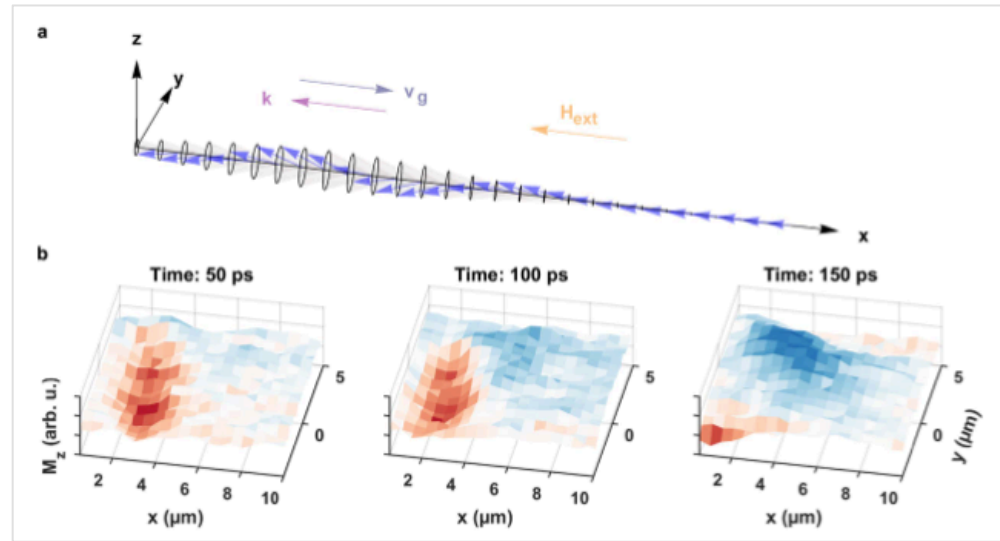 a
z
y
k
v g
H ext
x
b
Time: 50 ps
Time: 100 ps
Time: 150 ps
M z (arb. u.)
5
0
2 4 6 8 10
x (μm)
5
0
2 4 6 8 10
x (μm)
5
0
y (μm)
2 4 6 8 10
x (μm)